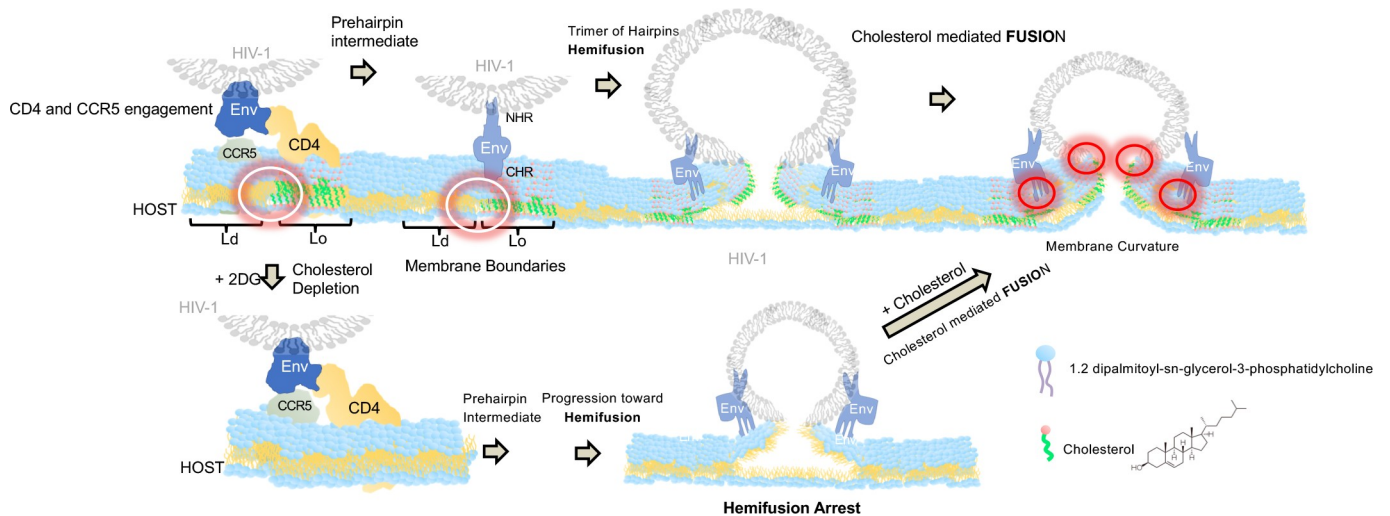 Prehairpin
intermediate
Trimer of Hairpins
Hemifusion
Cholesterol mediated FUSION
HIV-1
HIV-1
CD4 and CCR5 engagement
Env
CD4
CCR5
NHR
Env
CHR
Env
Env
Env
Env
HOST
Ld
Lo
Ld
Lo
Membrane Boundaries
Membrane Curvature
+ 2DG
Cholesterol
Depletion
HIV-1
HIV-1
+ Cholesterol
Cholesterol mediated FUSION
Env
CCR5
CD4
HOST
Prehairpin
Intermediate
Progression toward
Hemifusion
Env
Env
Hemifusion Arrest
1.2 dipalmitoyl-sn-glycerol-3-phosphatidylcholine
Cholesterol
HO
H
H
H